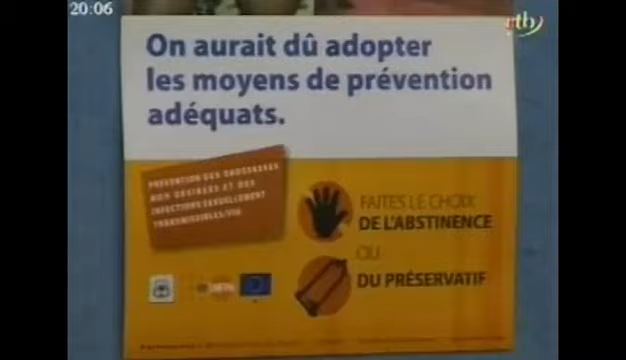 20:06
rtb
On aurait dû adopter
les moyens de prévention
adéquats.
PRÉVENTION DES GROSSESSES
NON DÉSIRÉES ET DES
INFECTIONS SEXUELLEMENT
TRANSMISSIBLES/VIH
FAITES LE CHOIX
DE L'ABSTINENCE
OU
DU PRÉSERVATIF